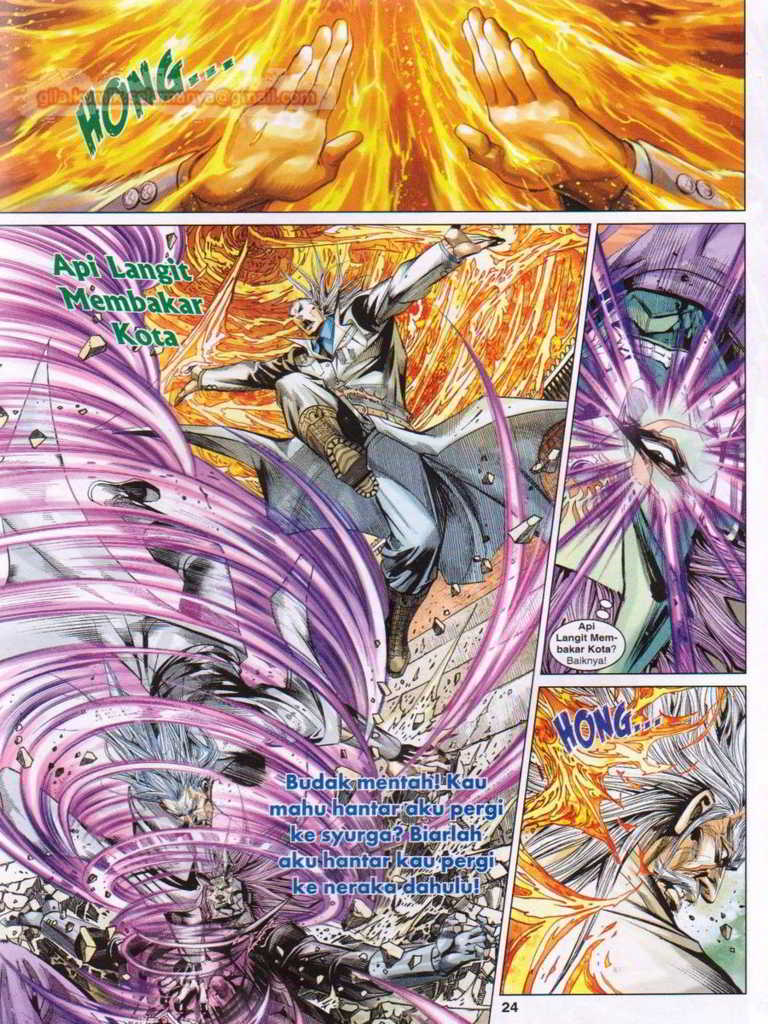 HONG...
Api Langit
Membakar
Kota
Api
Langit Mem-
bakar Kota?
Baiknya!
HONG...
Budak mentah! Kau
mahu hantar aku pergi
ke syurga? Biarlah
aku hantar kau pergi
ke neraka dahulu!
24